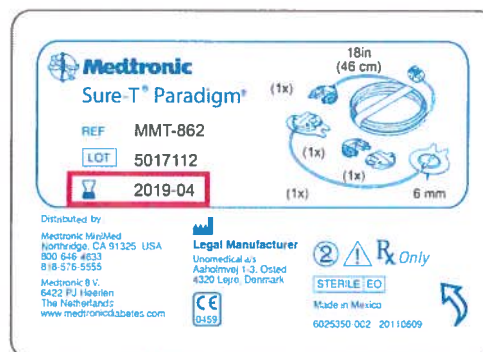 Medtronic
Sure-T® Paradigm®
REF MMT-862
LOT 5017112
2019-04
18in
(46 cm)
(1x)
(1x)
(1x)
(1x)
6 mm
Distributed by
Medtronic MiniMed
Northridge, CA 91325 USA
800 646 4633
818-576-5555
Medtronic B.V.
6422 PJ Heerlen
The Netherlands
www.medtronicdiabetes.com
Legal Manufacturer
Unomedical a/s
Aaholmvej 1-3, Osted
4320 Lejre, Denmark
CE
0459
2
Rx Only
STERILE EO
Made in Mexico
6025350-002 20110609